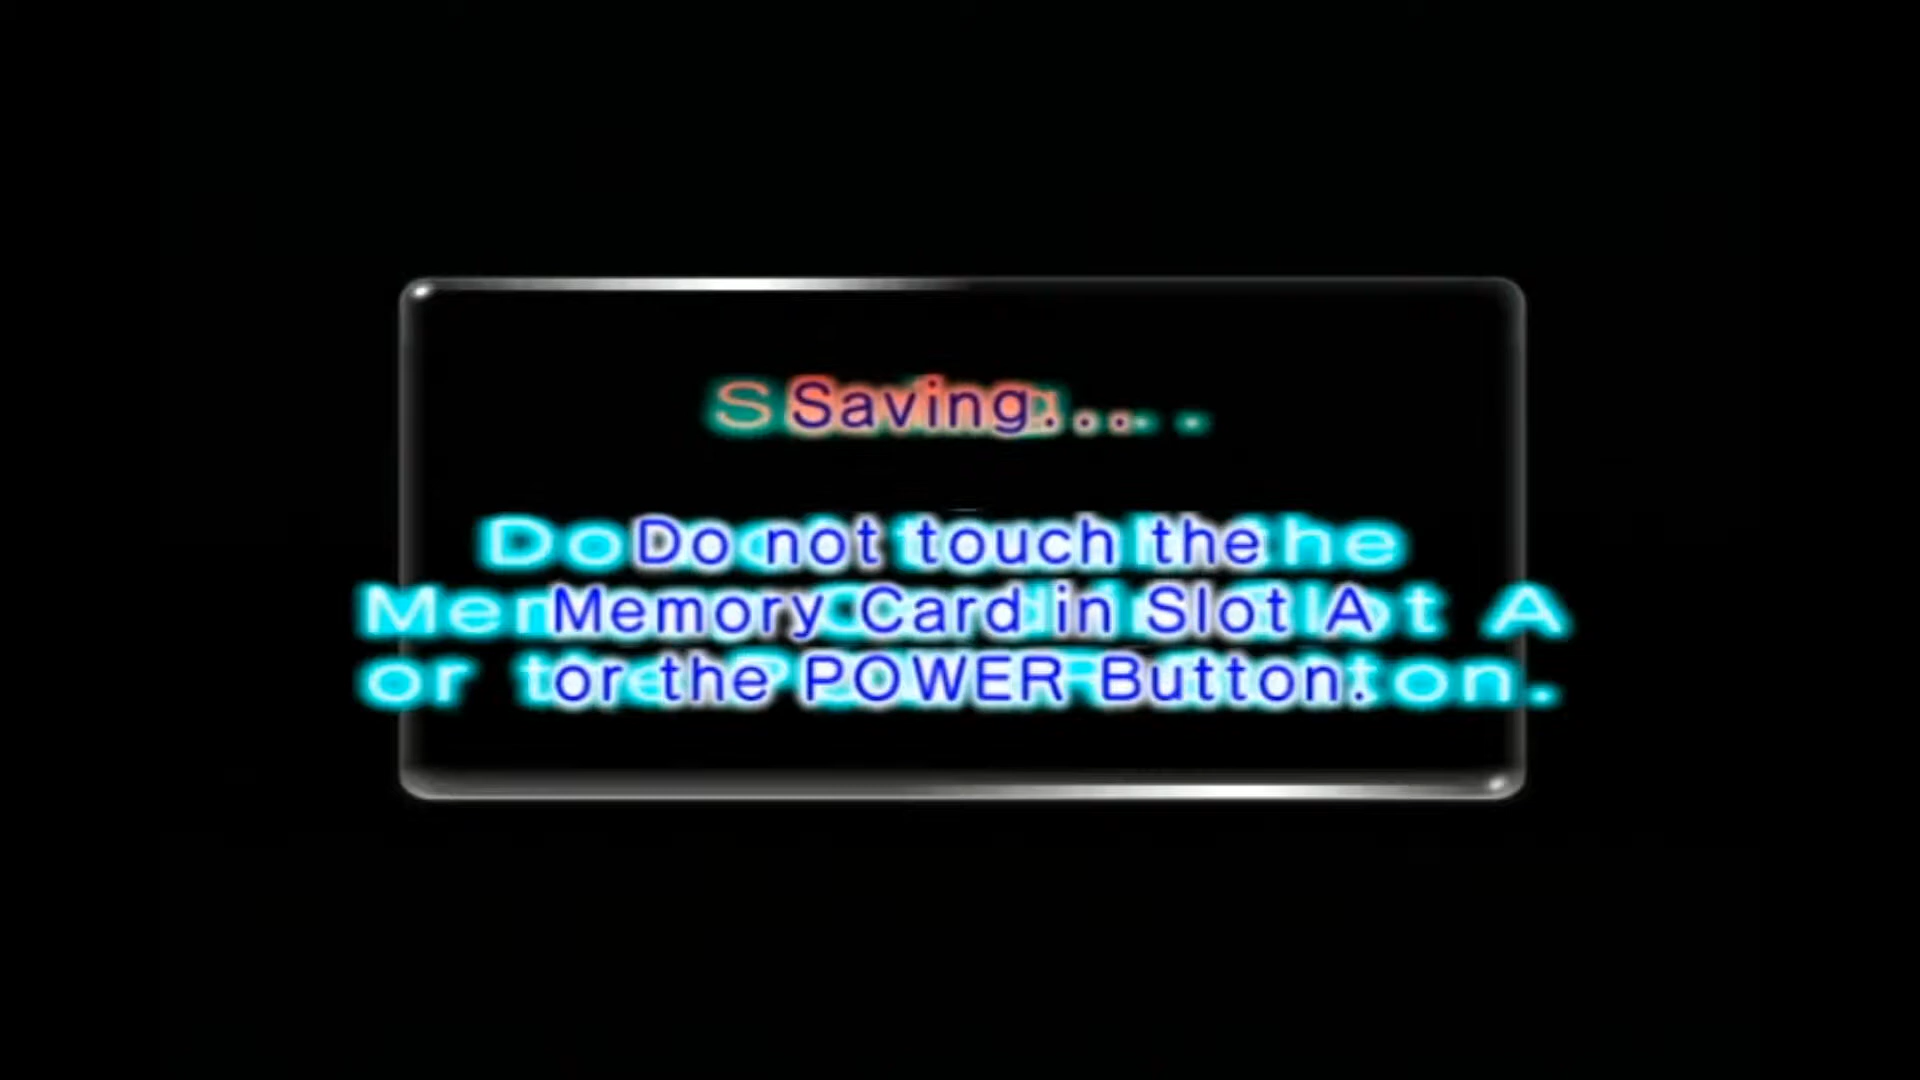 Saving....
Do not touch the
Memory Card in Slot A
or the POWER Button.